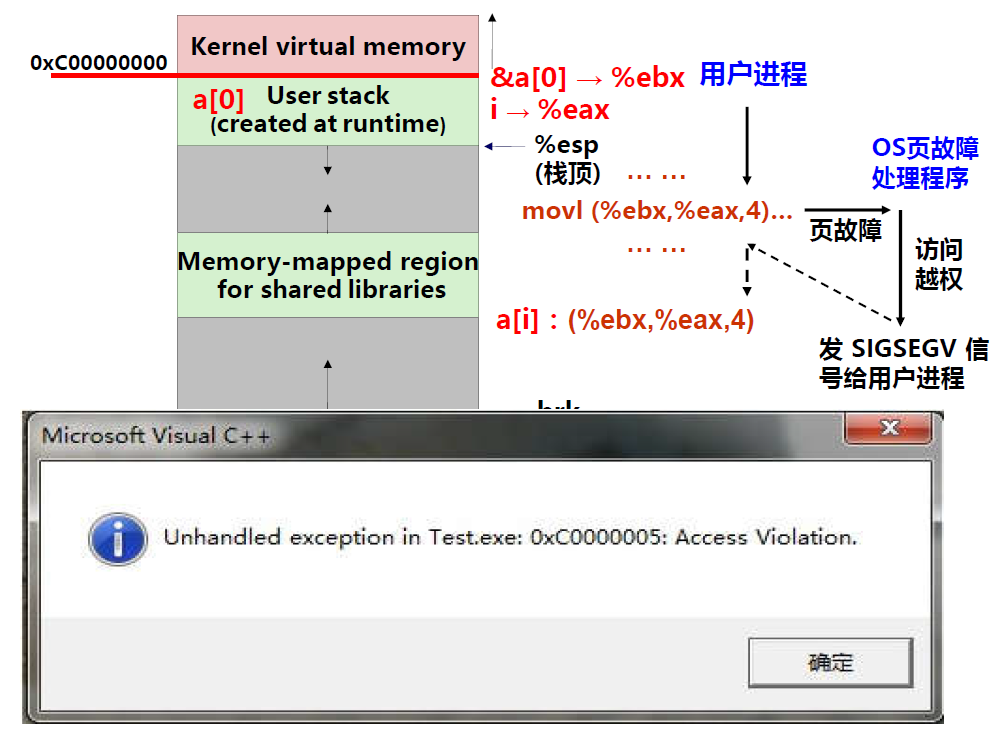 Kernel virtual memory
0xC00000000
a[0]
User stack
(created at runtime)
&a[0] → %ebx
i → %eax
用户进程
%esp
(栈顶)
... ...
OS页故障
处理程序
movl (%ebx,%eax,4)...
页故障
... ...
访问
越权
Memory-mapped region
for shared libraries
a[i]：(%ebx,%eax,4)
发 SIGSEGV 信
号给用户进程
Microsoft Visual C++
Unhandled exception in Test.exe: 0xC0000005: Access Violation.
确定